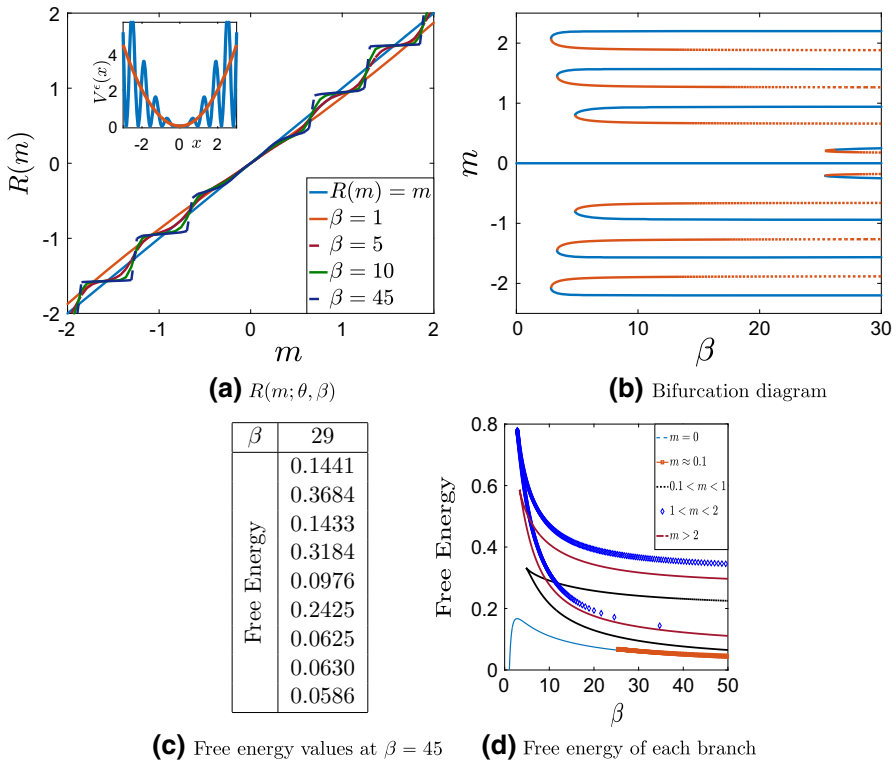 2
1
0
-1
-2
R(m)
-2
-1
0
1
2
m
4
2
0
V^ϵ(x)
-2
0
x
2
R(m) = m
β = 1
β = 5
β = 10
β = 45
(a) R(m; θ, β)
2
1
0
-1
-2
m
0
10
20
30
β
(b) Bifurcation diagram
β 29
Free Energy
0.1441
0.3684
0.1433
0.3184
0.0976
0.2425
0.0625
0.0630
0.0586
(c) Free energy values at β = 45
0.8
0.6
0.4
0.2
0
Free Energy
0
10
20
30
40
50
β
m = 0
m ≈ 0.1
0.1 < m < 1
1 < m < 2
m > 2
(d) Free energy of each branch